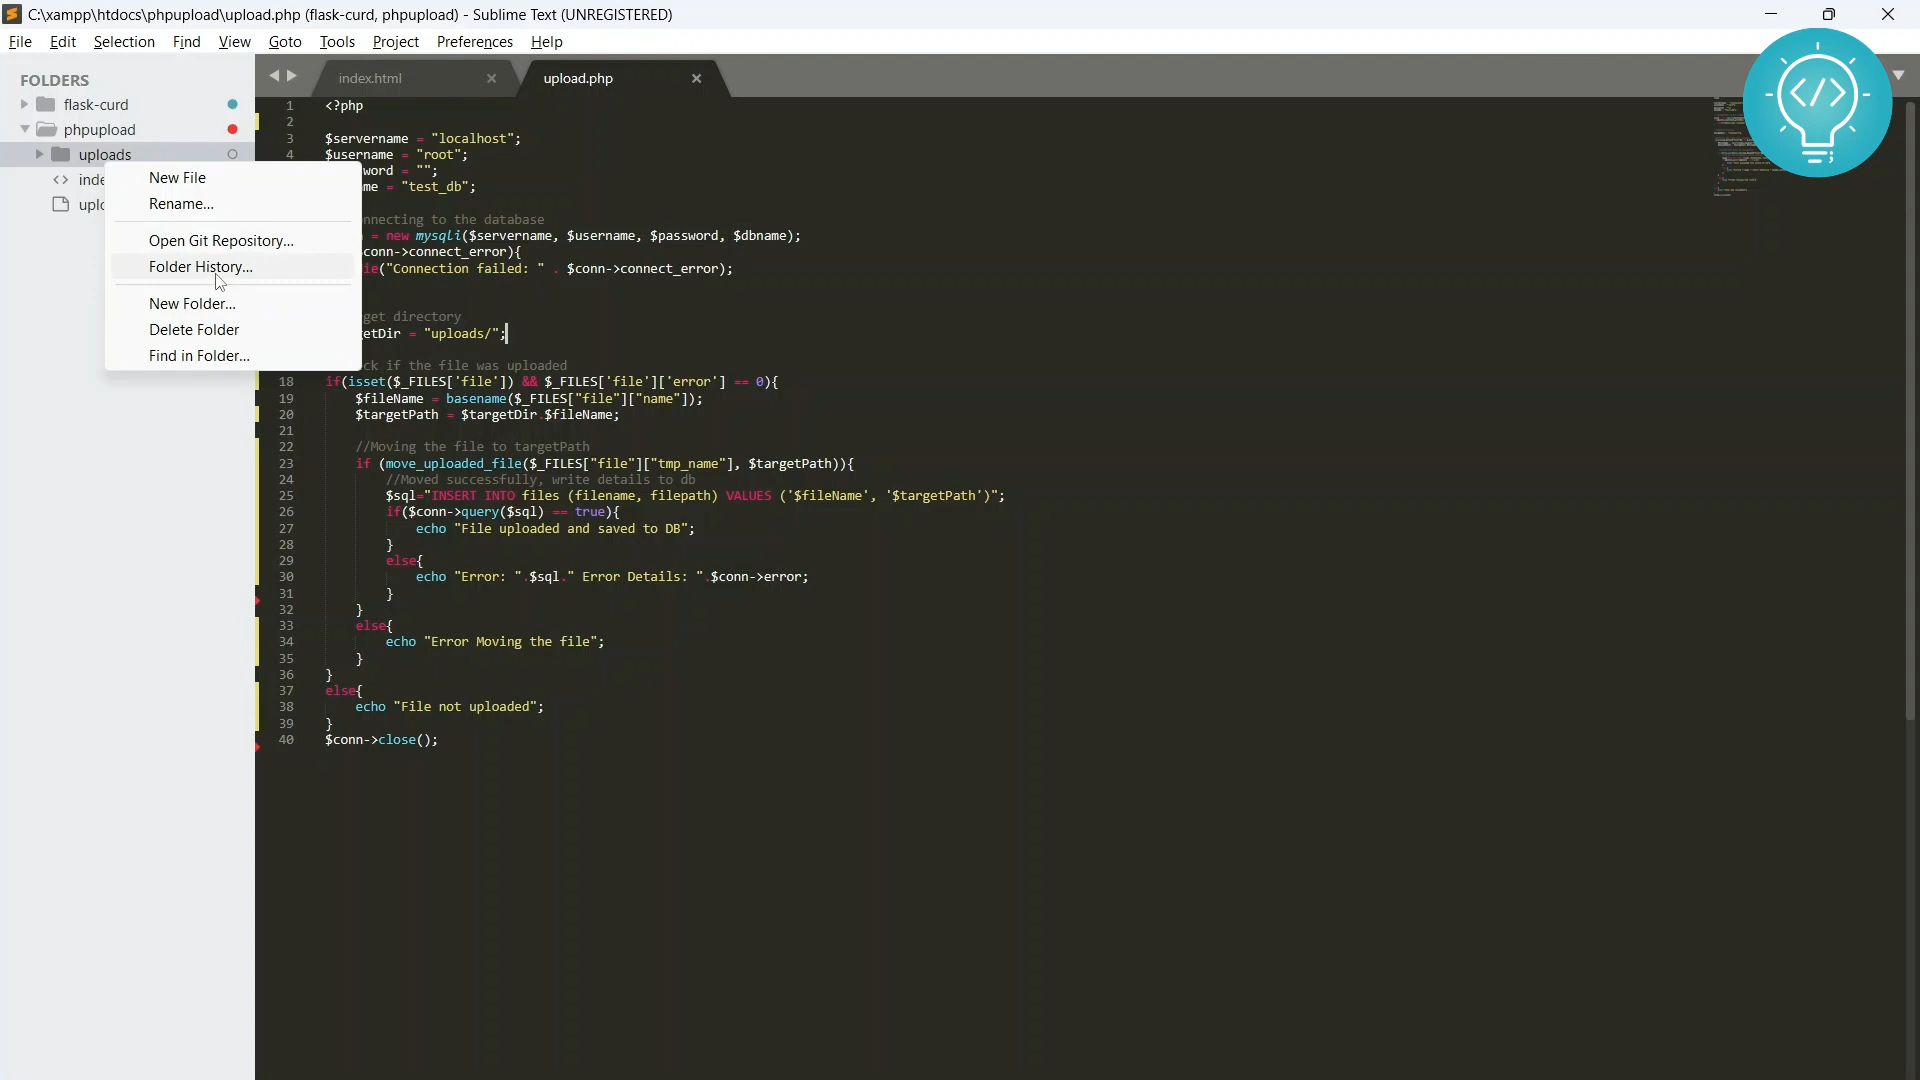 C:\xampp\htdocs\phpupload\upload.php (flask-curd, phpupload) - Sublime Text (UNREGISTERED)
File Edit Selection Find View Goto Tools Project Preferences Help
FOLDERS
flask-curd
phpupload
uploads
inde
uplo
New File
Rename...
Open Git Repository...
Folder History...
New Folder...
Delete Folder
Find in Folder...
index.html
upload.php
1 <?php
2
3 $servername = "localhost";
4 $username = "root";
word = "";
me = "test_db";
nnecting to the database
= new mysqli($servername, $username, $password, $dbname);
conn->connect_error){
ie("Connection failed: " . $conn->connect_error);
get directory
etDir = "uploads/";
ck if the file was uploaded
18 if(isset($_FILES['file']) && $_FILES['file']['error'] == 0){
19 $fileName = basename($_FILES["file"]["name"]);
20 $targetPath = $targetDir.$fileName;
21
22 //Moving the file to targetPath
23 if (move_uploaded_file($_FILES["file"]["tmp_name"], $targetPath)){
24 //Moved successfully, write details to db
25 $sql="INSERT INTO files (filename, filepath) VALUES ('$fileName', '$targetPath')";
26 if($conn->query($sql) == true){
27 echo "File uploaded and saved to DB";
28 }
29 else{
30 echo "Error: ".$sql." Error Details: ".$conn->error;
31 }
32 }
33 else{
34 echo "Error Moving the file";
35 }
36 }
37 else{
38 echo "File not uploaded";
39 }
40 $conn->close();